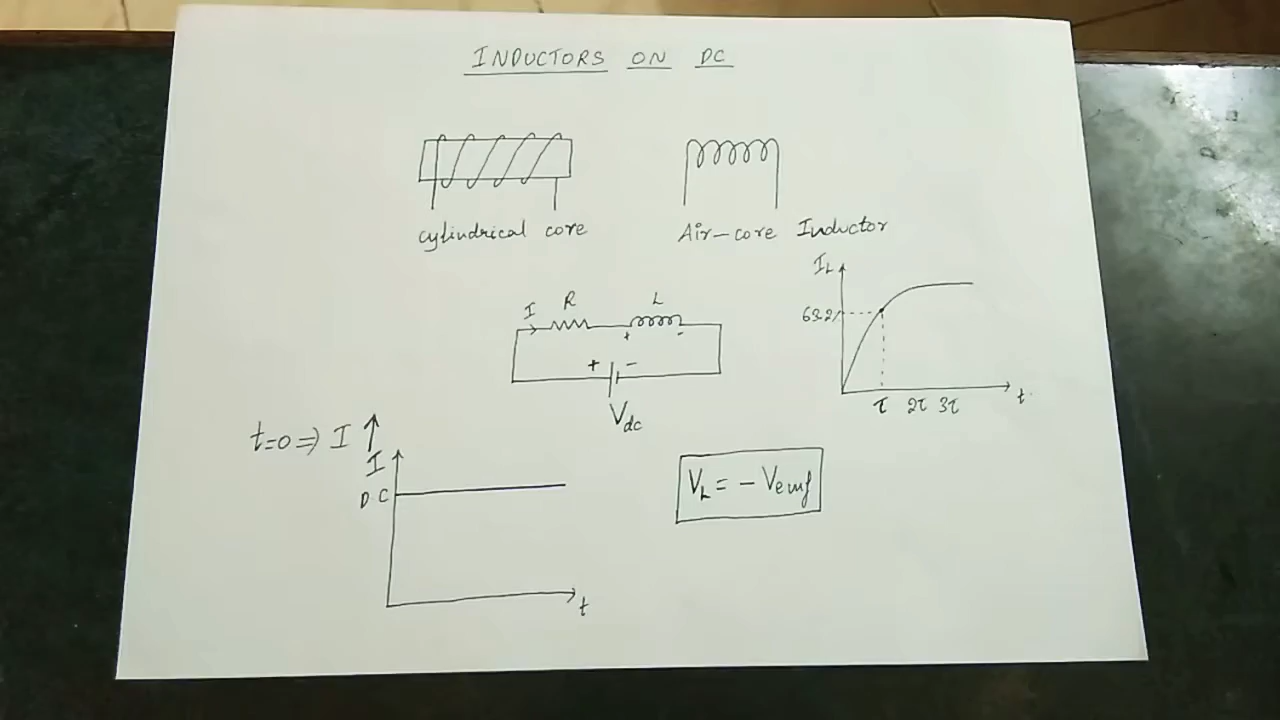 INDUCTORS ON DC
Cylindrical core
Air-core Inductor
I R L
+ -
+ -
Vdc
IL
63.2%
τ 2τ 3τ t
t=0 => I ↑
I
DC
t
VL = - Vemf